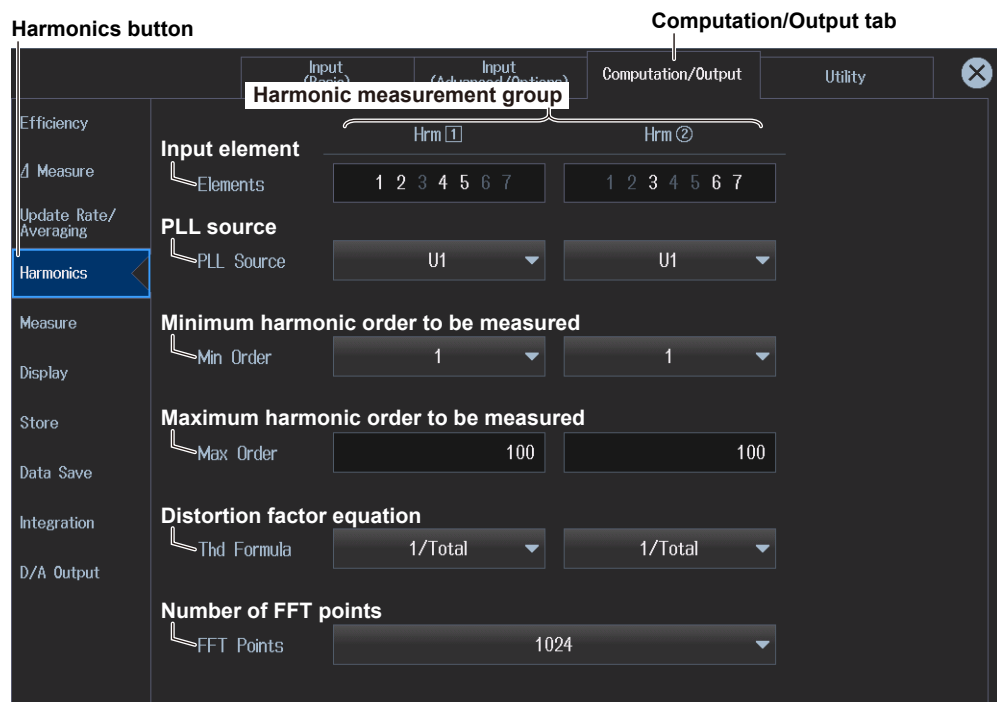 Harmonics button
Computation/Output tab
Input
(Basic)
Input
(Advanced/Options)
Computation/Output
Utility
Harmonic measurement group
Efficiency
Hrm 1
Hrm ②
Input element
⊿ Measure
Elements
1 2 3 4 5 6 7
1 2 3 4 5 6 7
Update Rate/
Averaging
PLL source
PLL Source
U1
U1
Harmonics
Minimum harmonic order to be measured
Measure
Min Order
1
1
Display
Maximum harmonic order to be measured
Store
Max Order
100
100
Data Save
Distortion factor equation
Integration
Thd Formula
1/Total
1/Total
D/A Output
Number of FFT points
FFT Points
1024